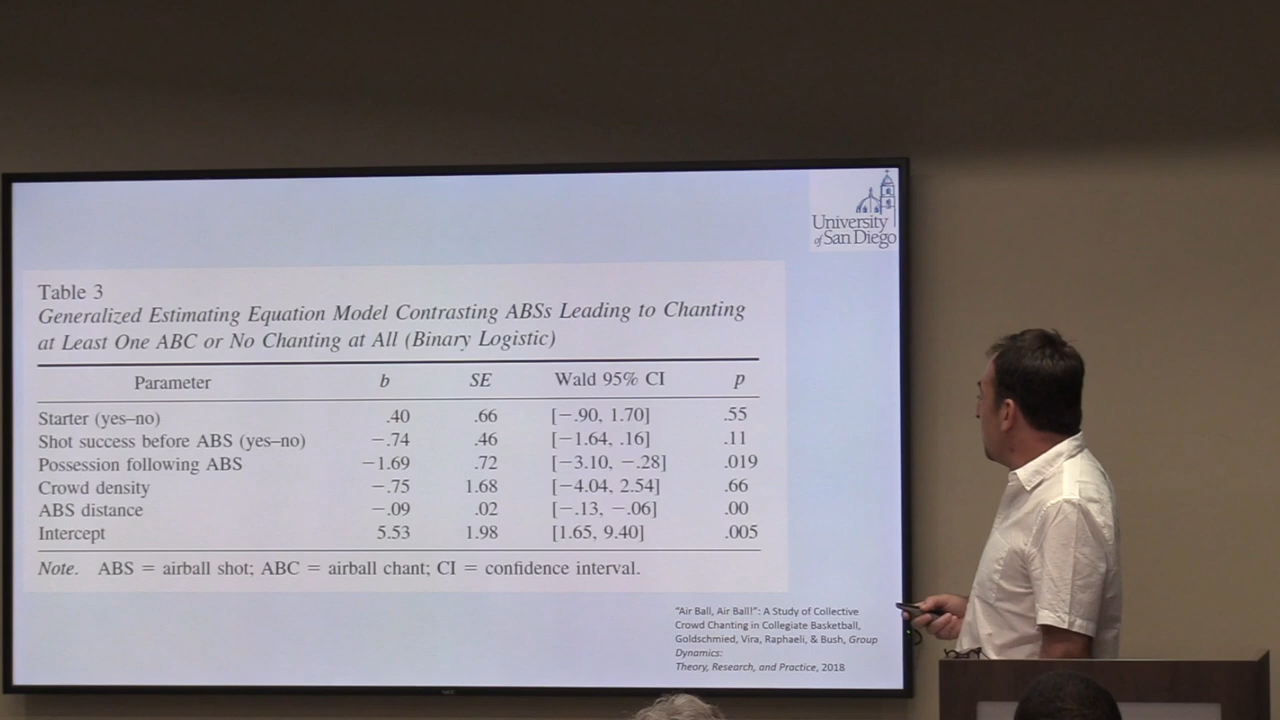 University
of San Diego
Table 3
Generalized Estimating Equation Model Contrasting ABSs Leading to Chanting
at Least One ABC or No Chanting at All (Binary Logistic)
Parameter b SE Wald 95% CI p
Starter (yes–no) .40 .66 [−.90, 1.70] .55
Shot success before ABS (yes–no) −.74 .46 [−1.64, .16] .11
Possession following ABS −1.69 .72 [−3.10, −.28] .019
Crowd density −.75 1.68 [−4.04, 2.54] .66
ABS distance −.09 .02 [−.13, −.06] .00
Intercept 5.53 1.98 [1.65, 9.40] .005
Note. ABS = airball shot; ABC = airball chant; CI = confidence interval.
"Air Ball, Air Ball!": A Study of Collective
Crowd Chanting in Collegiate Basketball,
Goldschmied, Vira, Raphaeli, & Bush, Group
Dynamics:
Theory, Research, and Practice, 2018